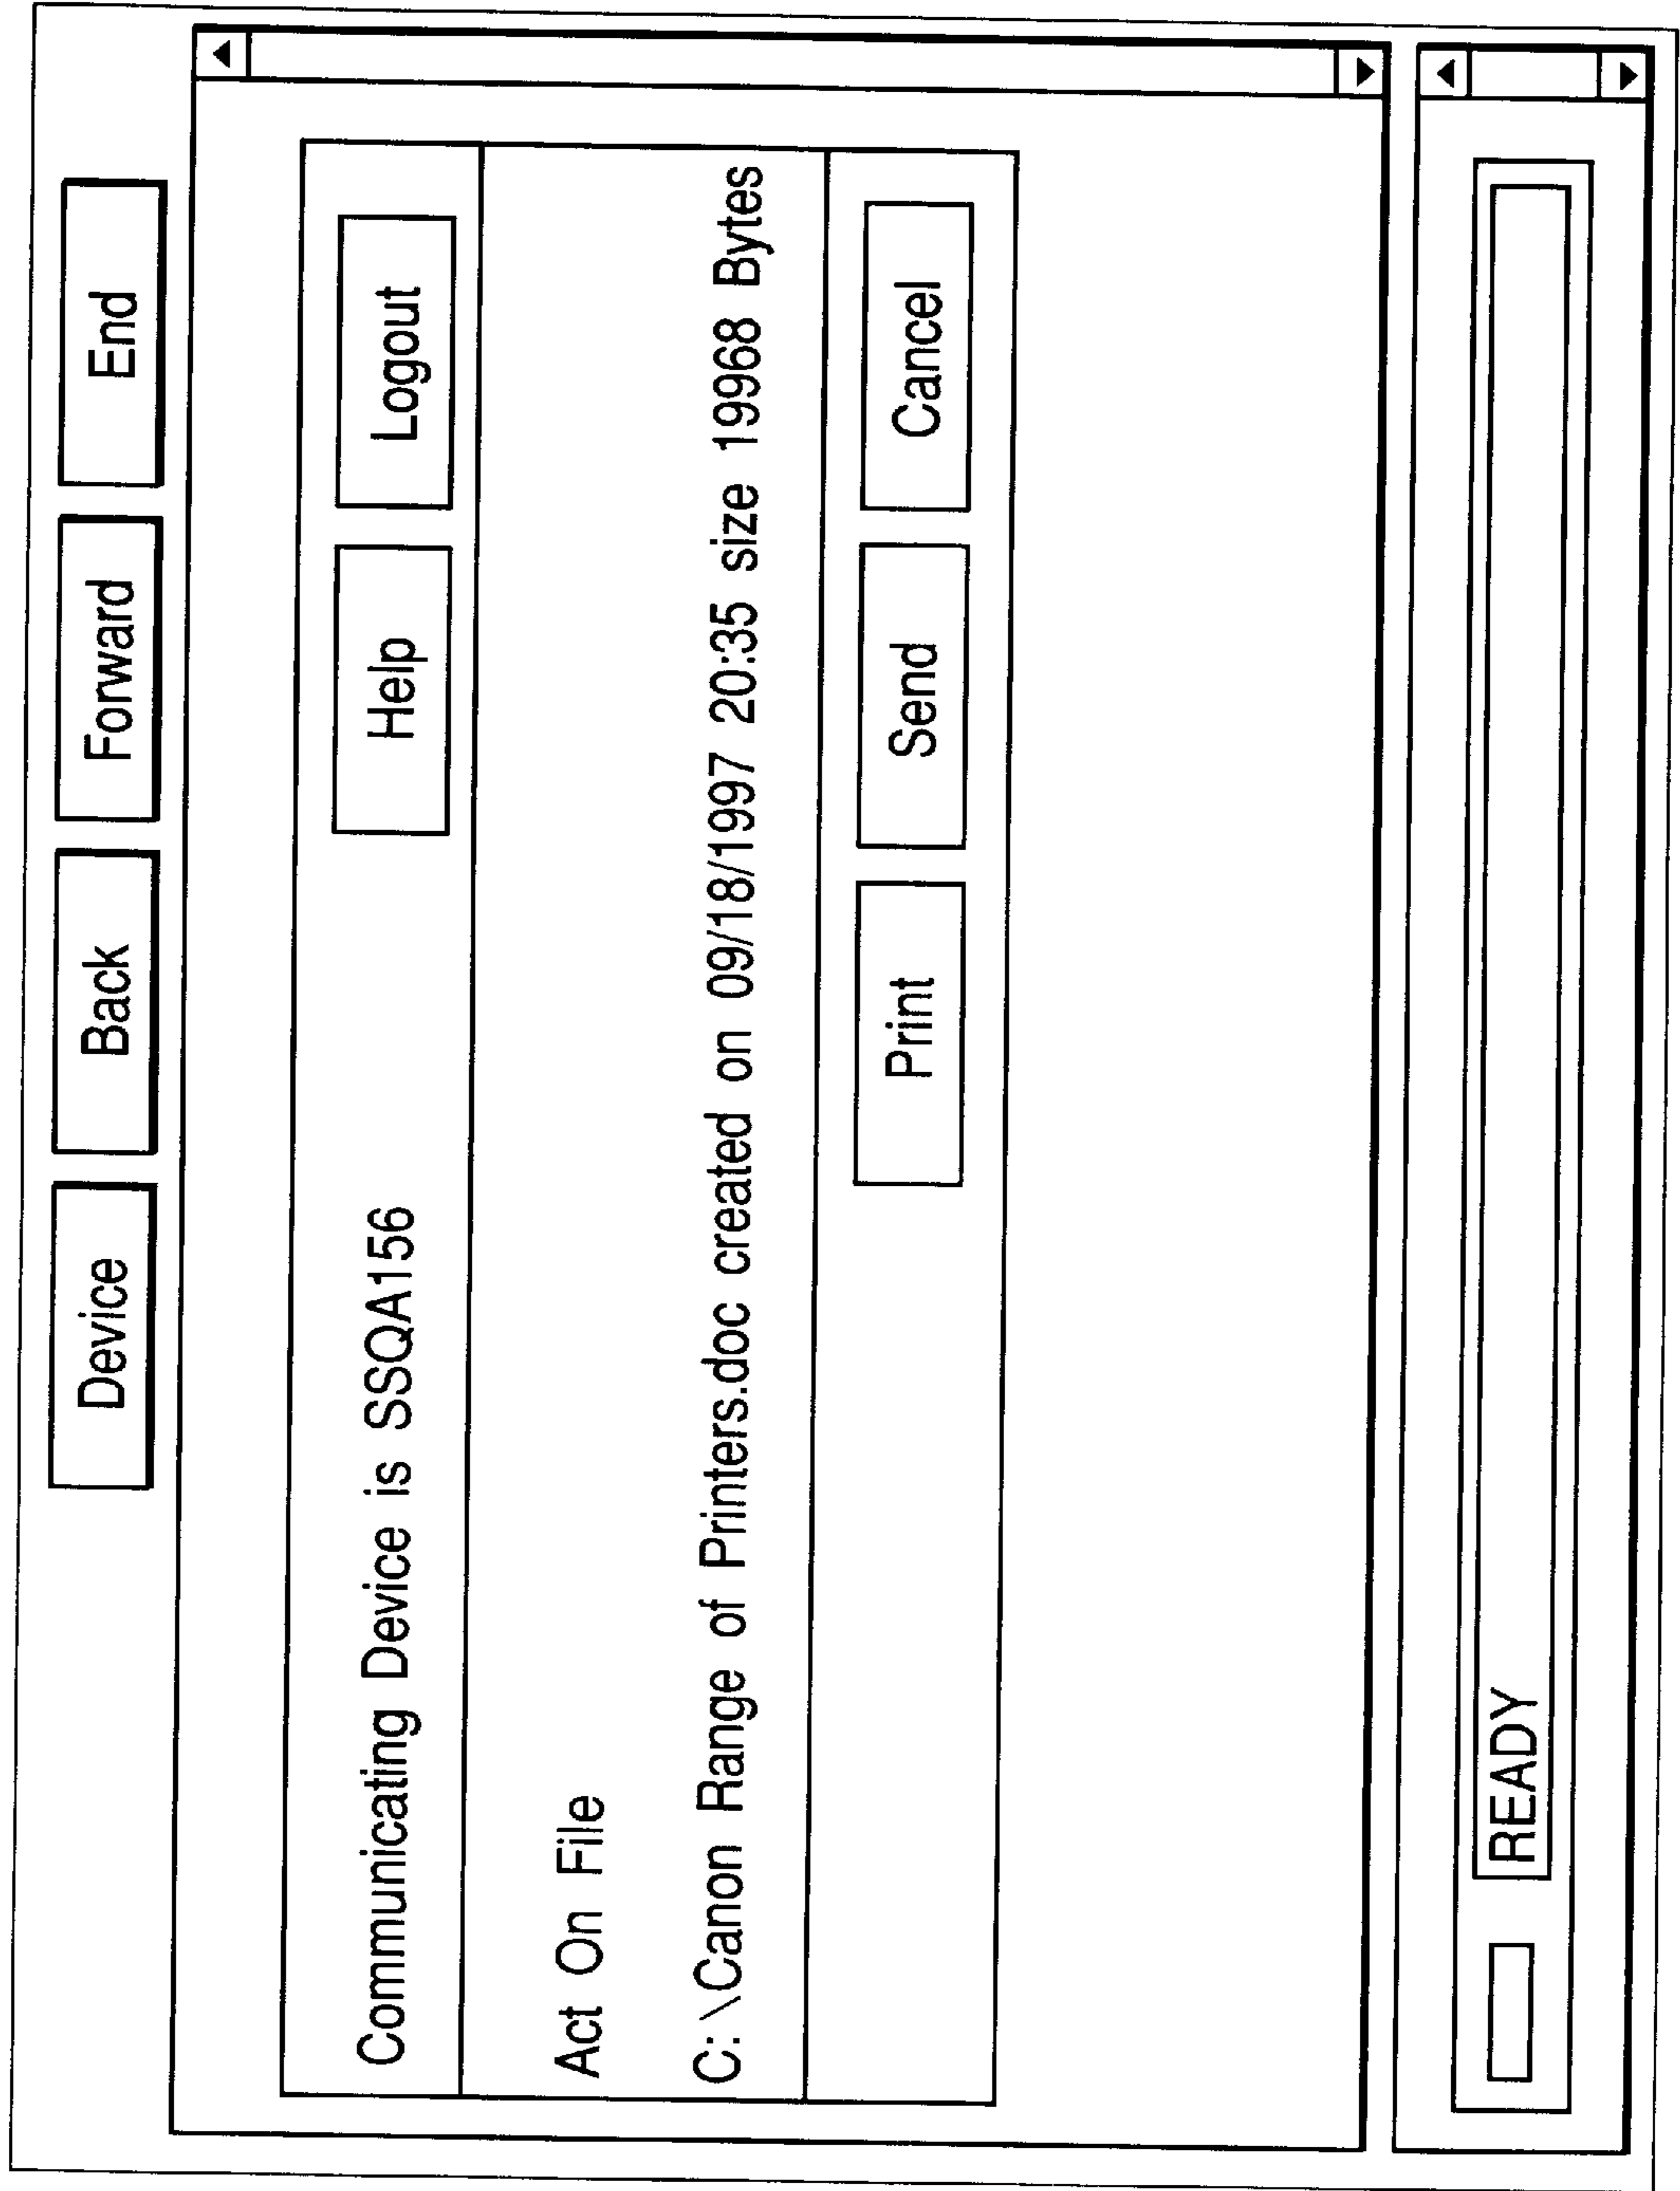 Device Back Forward End
Communicating Device is SSQA156 Help Logout
Act On File
C:\Canon Range of Printers.doc created on 09/18/1997 20:35 size 19968 Bytes
Print Send Cancel
READY